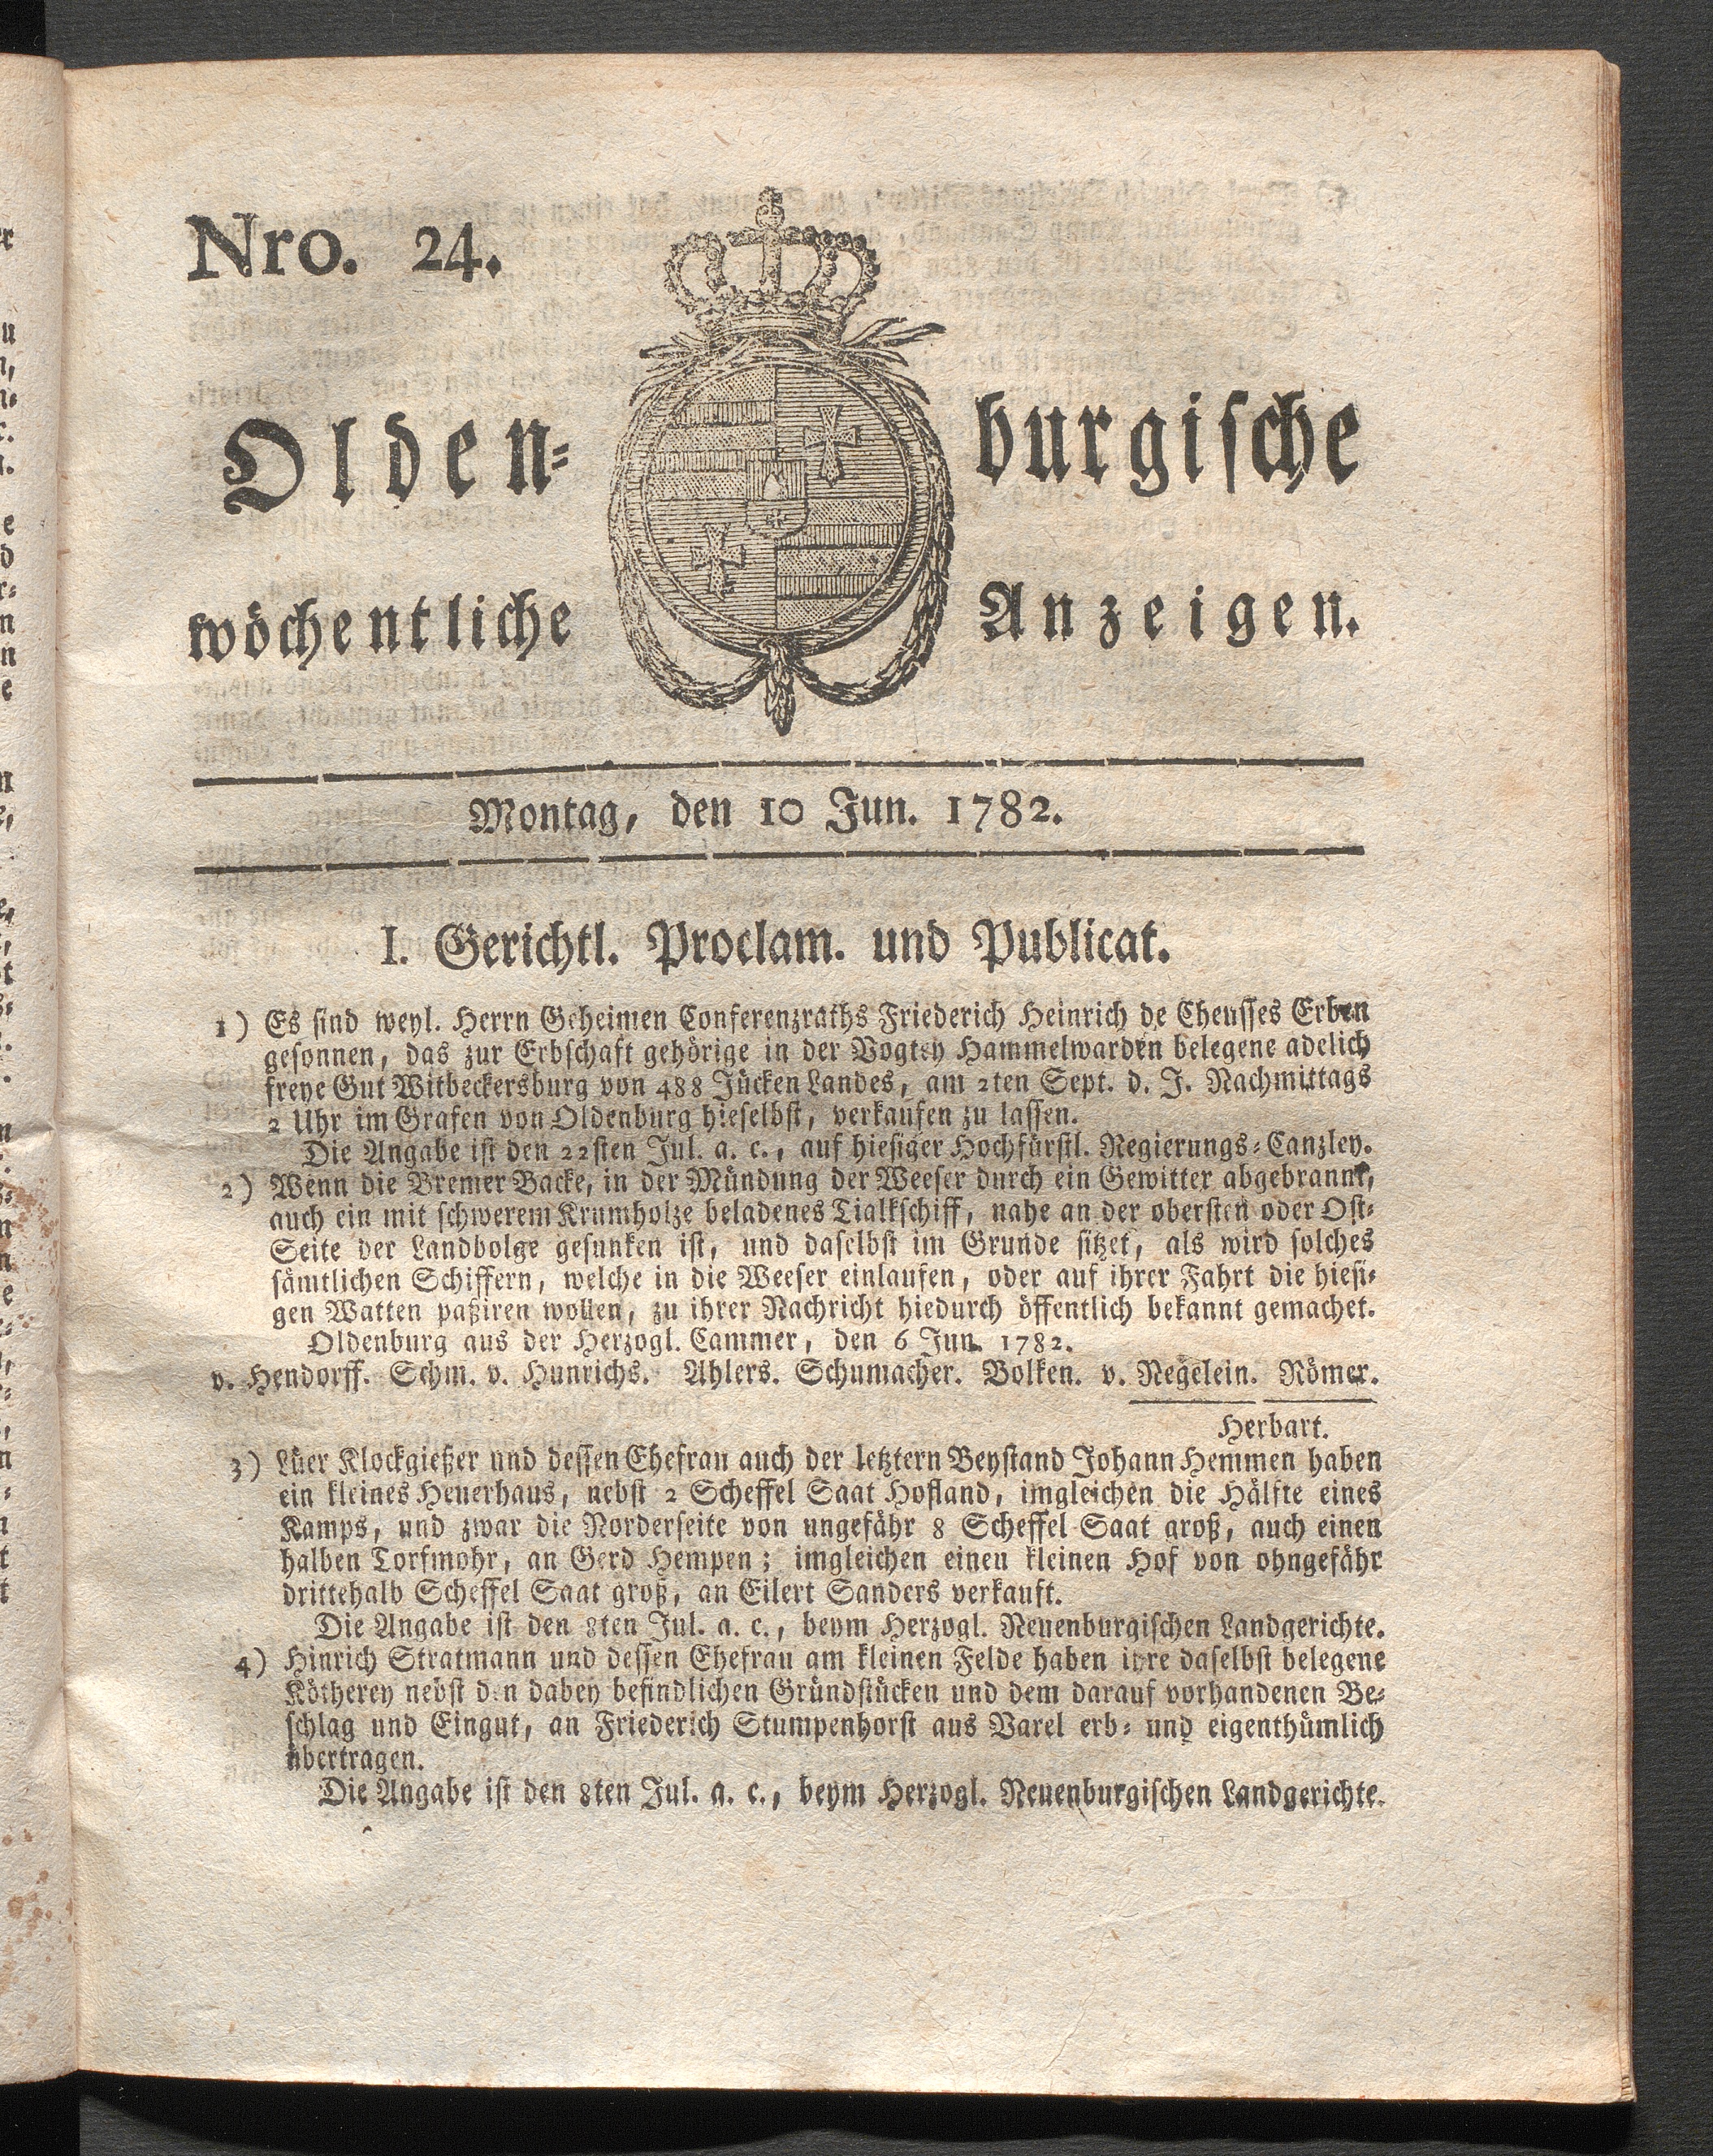 Nro. 24.
Olden-burgische
wöchentliche Anzeigen.
Montag, den 10 Jun. 1782.
I. Gerichtl. Proclam. und Publicat.
1) Es sind weyl. Herrn Geheimen Conferenzraths Friederich Heinrich de Cheusses Erben
gesonnen, das zur Erbschaft gehörige in der Vogtey Hammelwarden belegene adelich
freye Gut Witbeckersburg von 488 Jücken Landes, am 2ten Sept. d. J. Nachmittags
2 Uhr im Grafen von Oldenburg hieselbst, verkaufen zu lassen.
Die Angabe ist den 22sten Jul. a. c., auf hiesiger Hochfürstl. Regierungs-Canzley.
2) Wenn die Bremer Backe, in der Mündung der Weeser durch ein Gewitter abgebrannt,
auch ein mit schwerem Krumholze beladenes Tialkschiff, nahe an der obersten oder Ost-
Seite der Landbolge gesunken ist, und daselbst im Grunde sitzet, als wird solches
sämtlichen Schiffern, welche in die Weeser einlaufen, oder auf ihrer Fahrt die hiesi-
gen Watten paßiren wollen, zu ihrer Nachricht hiedurch öffentlich bekannt gemachet.
Oldenburg aus der Herzogl. Cammer, den 6 Jun. 1782.
v. Hendorff. Schm. v. Hunrichs. Ahlers. Schumacher. Bolken. v. Negelein. Römer.
Herbart.
3) Lüer Klockgießer und dessen Ehefrau auch der letztern Beystand Johann Hemmen haben
ein kleines Heuerhaus, nebst 2 Scheffel Saat Hofland, imgleichen die Hälfte eines
Kamps, und zwar die Norderseite von ungefähr 8 Scheffel Saat groß, auch einen
halben Torfmohr, an Gerd Hempen; imgleichen einen kleinen Hof von ohngefähr
drittehalb Scheffel Saat groß, an Eilert Sanders verkauft.
Die Angabe ist den 8ten Jul. a. c., beym Herzogl. Neuenburgischen Landgerichte.
4) Hinrich Stratmann und dessen Ehefrau am kleinen Felde haben ihre daselbst belegene
Kötherey nebst den dabey befindlichen Gründstücken und dem darauf vorhandenen Be-
schlag und Eingut, an Friederich Stumpenhorst aus Varel erb- und eigenthümlich
übertragen.
Die Angabe ist den 8ten Jul. a. c., beym Herzogl. Neuenburgischen Landgerichte.